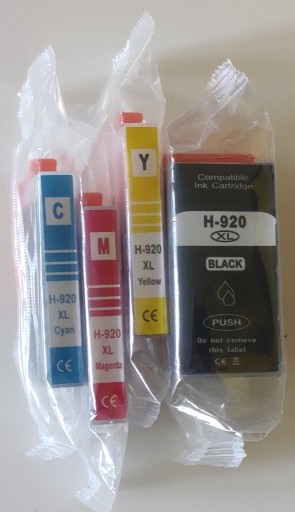 C
H-920
XL
Cyan
CE
M
H-920
XL
Magenta
CE
Y
H-920
XL
Yellow
CE
Compatible
Ink Cartridge
H-920
XL
BLACK
PUSH
Do not remove
this label
CE